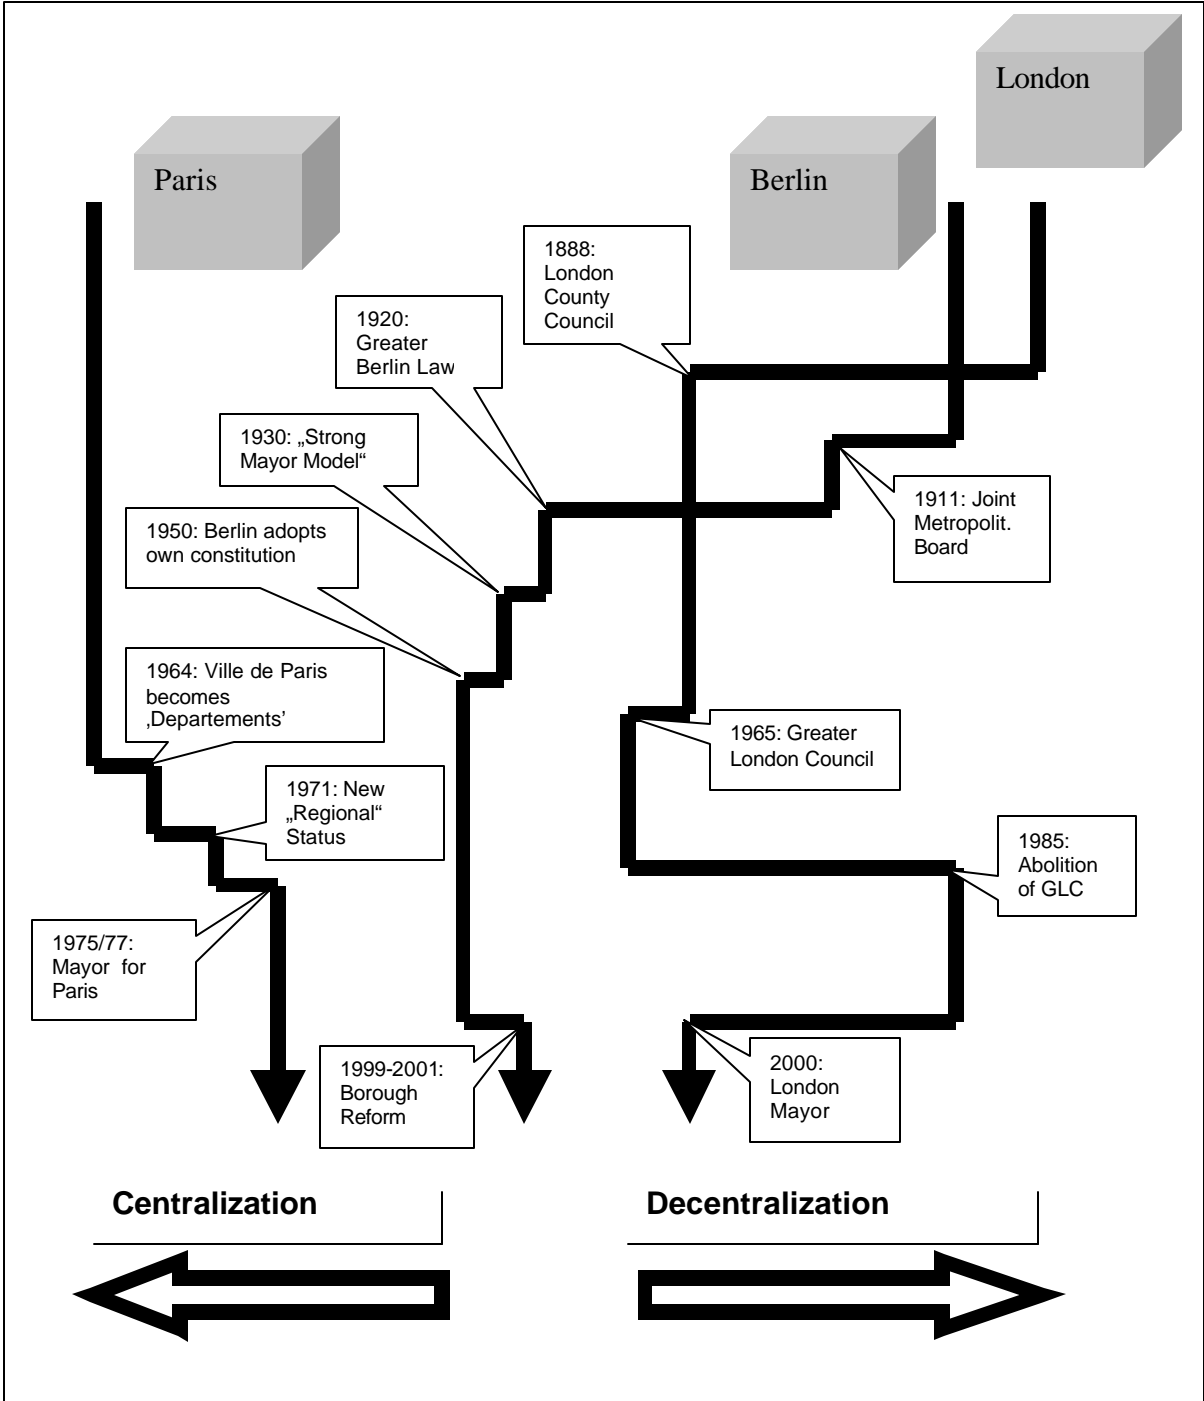 London
Paris
Berlin
1888:
London
County
Council
1920:
Greater
Berlin Law
1930: „Strong
Mayor Model“
1911: Joint
Metropolit.
Board
1950: Berlin adopts
own constitution
1964: Ville de Paris
becomes
‚Departements’
1965: Greater
London Council
1971: New
„Regional“
Status
1985:
Abolition
of GLC
1975/77:
Mayor for
Paris
1999-2001:
Borough
Reform
2000:
London
Mayor
Centralization
Decentralization